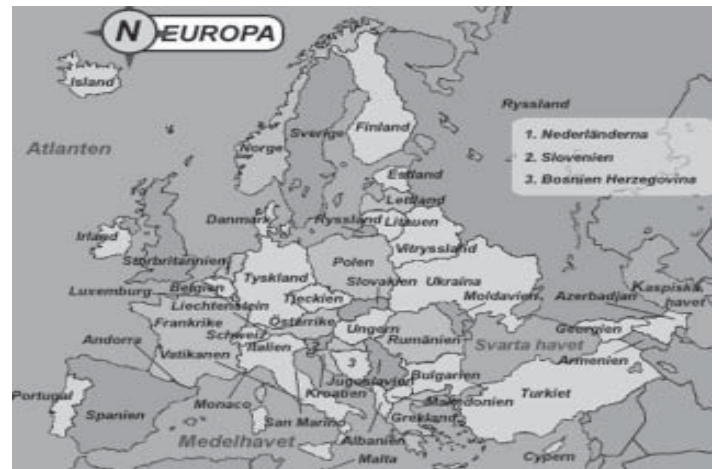 N EUROPA
Island
Ryssland
Sverige
Finland
Norge
1. Nederländerna
2. Slovenien
3. Bosnien Herzegovina
Atlanten
Estland
Lettland
Danmark
Ryssland
Litauen
Irland
Vitryssland
Storbritannien
Polen
Tyskland
Belgien
Slovakien
Ukraina
Kaspiska havet
Luxemburg
Tjeckien
Moldavien
Azerbadjan
Liechtenstein
Frankrike
Österrike
Ungern
Georgien
Andorra
Schweiz
Italien
Rumänien
Svarta havet
Vatikanen
3
Armenien
Jugoslavien
Bulgarien
Portugal
Kroatien
Turkiet
Spanien
Monaco
San Marino
Makedonien
Grekland
Medelhavet
Albanien
Malta
Cypern